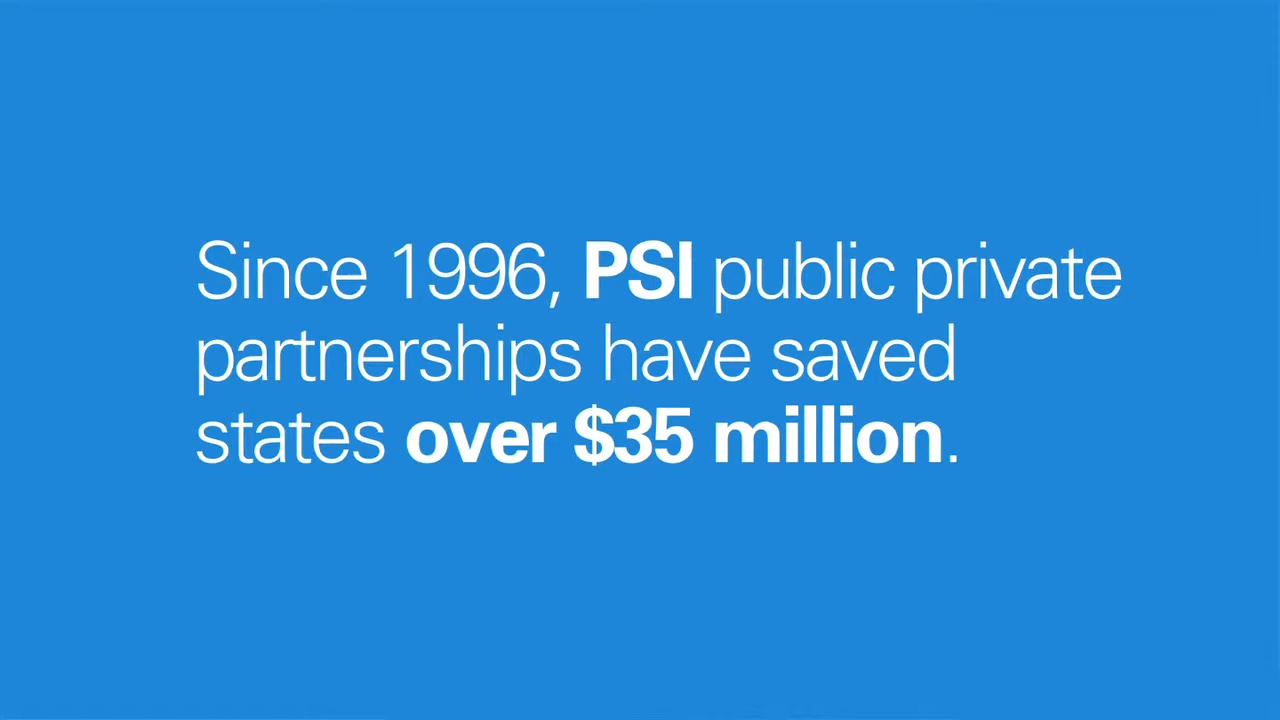 Since 1996, PSI public private
partnerships have saved
states over $35 million.